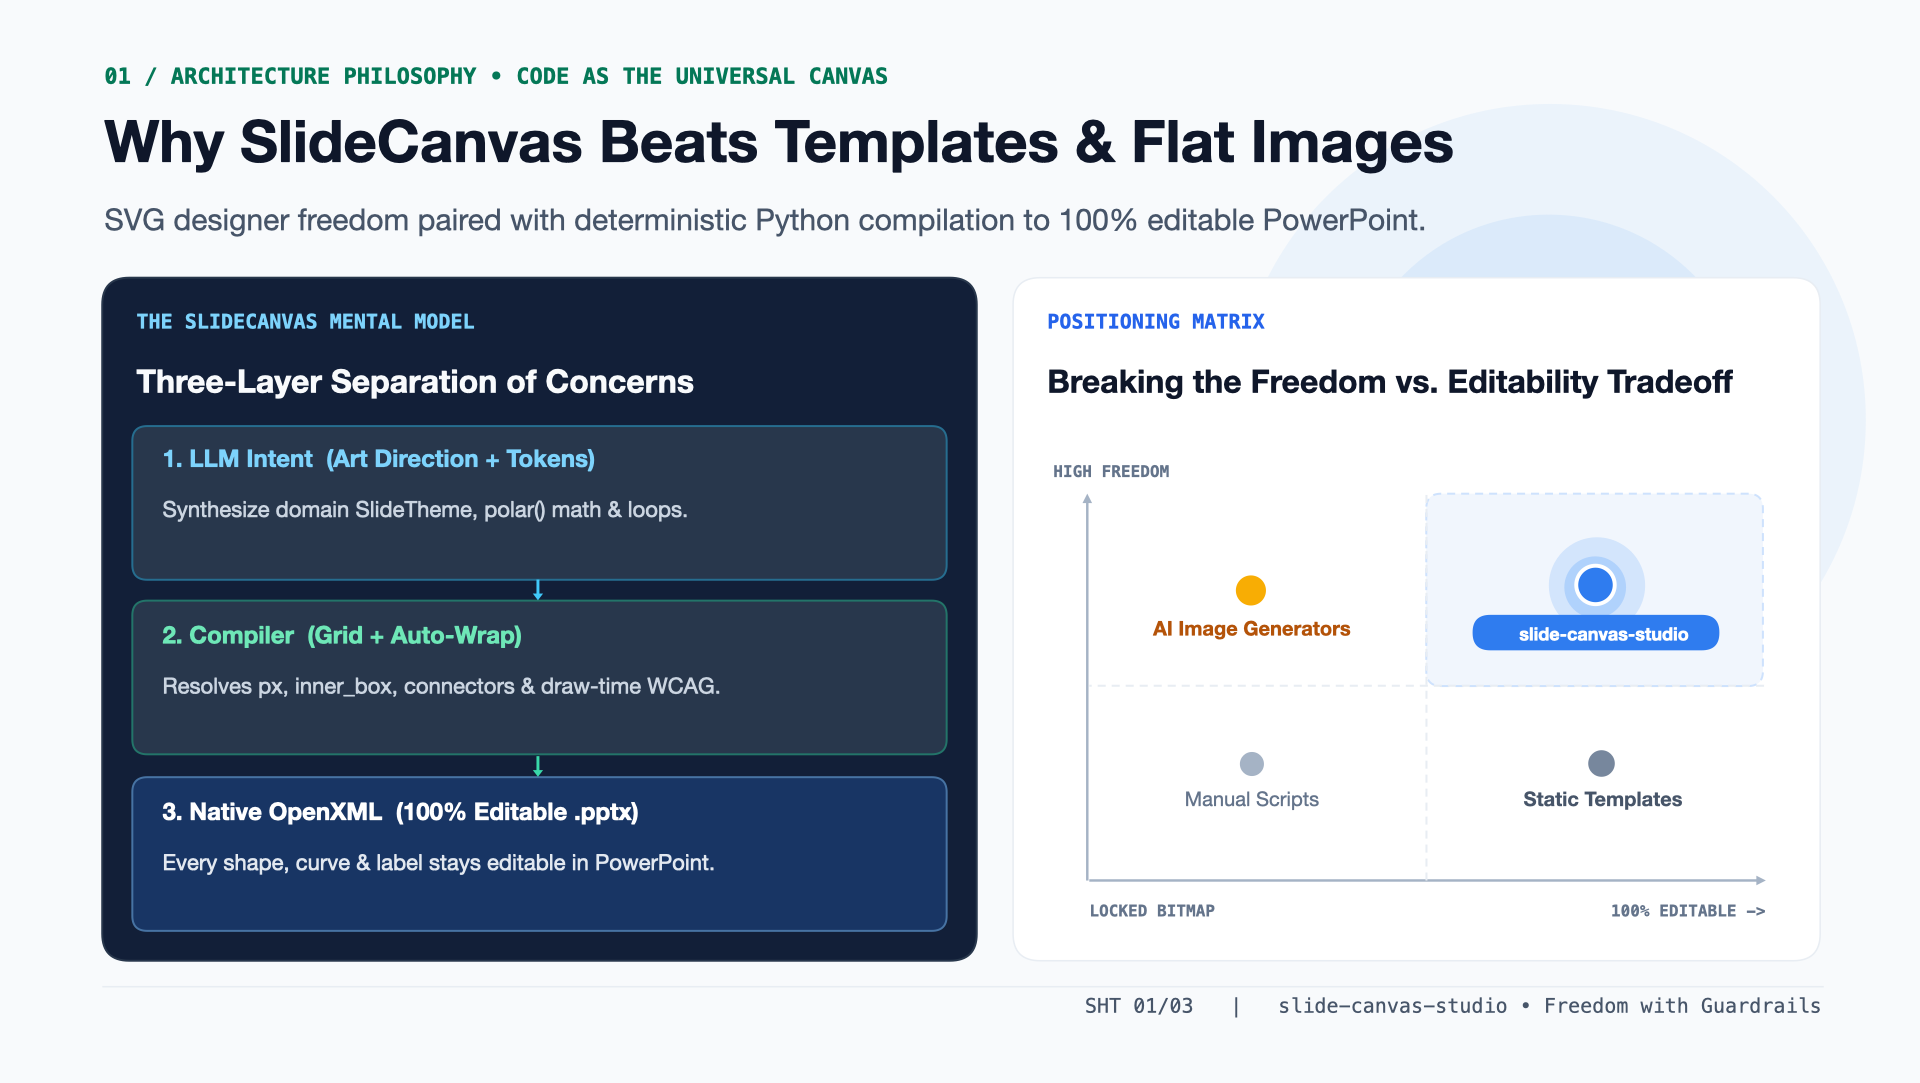 01 / ARCHITECTURE PHILOSOPHY • CODE AS THE UNIVERSAL CANVAS
Why SlideCanvas Beats Templates & Flat Images
SVG designer freedom paired with deterministic Python compilation to 100% editable PowerPoint.
THE SLIDECANVAS MENTAL MODEL
Three-Layer Separation of Concerns
1. LLM Intent (Art Direction + Tokens)
Synthesize domain SlideTheme, polar() math & loops.
2. Compiler (Grid + Auto-Wrap)
Resolves px, inner_box, connectors & draw-time WCAG.
3. Native OpenXML (100% Editable .pptx)
Every shape, curve & label stays editable in PowerPoint.
POSITIONING MATRIX
Breaking the Freedom vs. Editability Tradeoff
HIGH FREEDOM
AI Image Generators
slide-canvas-studio
Manual Scripts
Static Templates
LOCKED BITMAP
100% EDITABLE —>
SHT 01/03 | slide-canvas-studio • Freedom with Guardrails